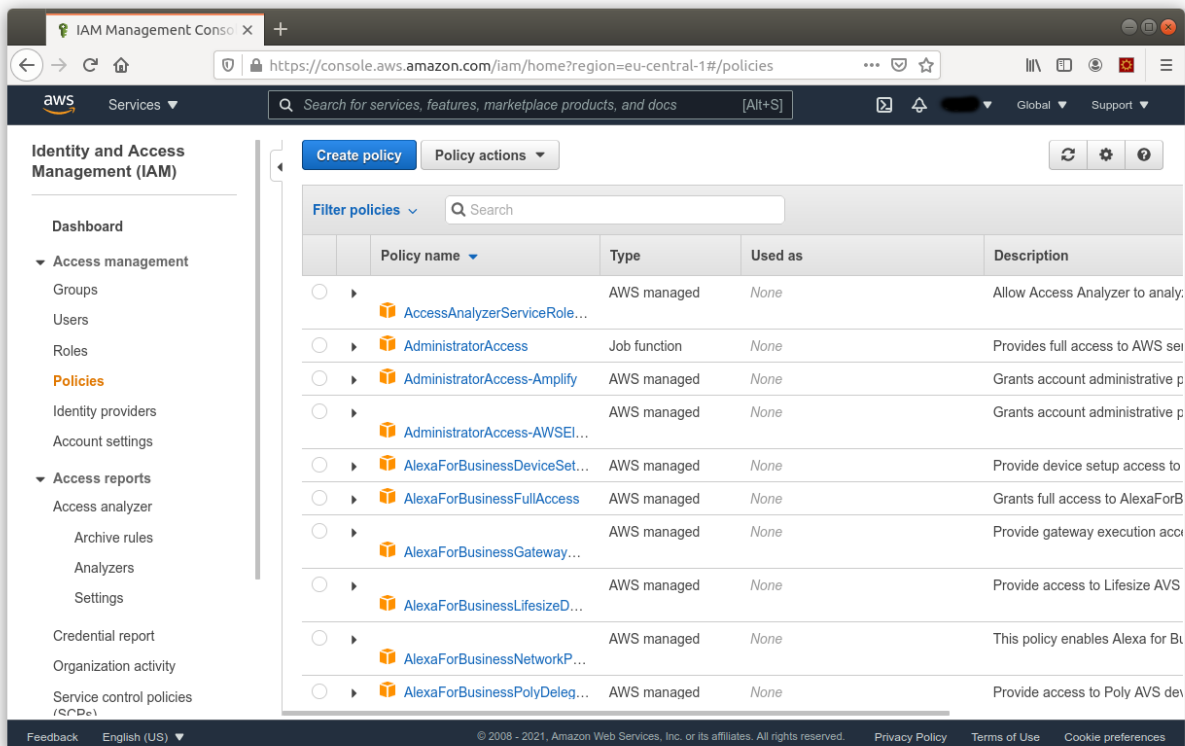 IAM Management Conso
https://console.aws.amazon.com/iam/home?region=eu-central-1#/policies
aws
Services
Search for services, features, marketplace products, and docs
[Alt+S]
Global
Support
Identity and Access
Management (IAM)
Dashboard
Access management
Groups
Users
Roles
Policies
Identity providers
Account settings
Access reports
Access analyzer
Archive rules
Analyzers
Settings
Credential report
Organization activity
Service control policies
(SCPs)
Create policy
Policy actions
Filter policies
Search
Policy name Type Used as Description
AWS managed None Allow Access Analyzer to analy
AccessAnalyzerServiceRole…
AdministratorAccess Job function None Provides full access to AWS ser
AdministratorAccess-Amplify AWS managed None Grants account administrative p
AWS managed None Grants account administrative p
AdministratorAccess-AWSEl…
AlexaForBusinessDeviceSet… AWS managed None Provide device setup access to
AlexaForBusinessFullAccess AWS managed None Grants full access to AlexaForB
AWS managed None Provide gateway execution acce
AlexaForBusinessGateway…
AWS managed None Provide access to Lifesize AVS
AlexaForBusinessLifesizeD…
AWS managed None This policy enables Alexa for Bu
AlexaForBusinessNetworkP…
AlexaForBusinessPolyDeleg… AWS managed None Provide access to Poly AVS dev
Feedback
English (US)
© 2008 - 2021, Amazon Web Services, Inc. or its affiliates. All rights reserved.
Privacy Policy
Terms of Use
Cookie preferences